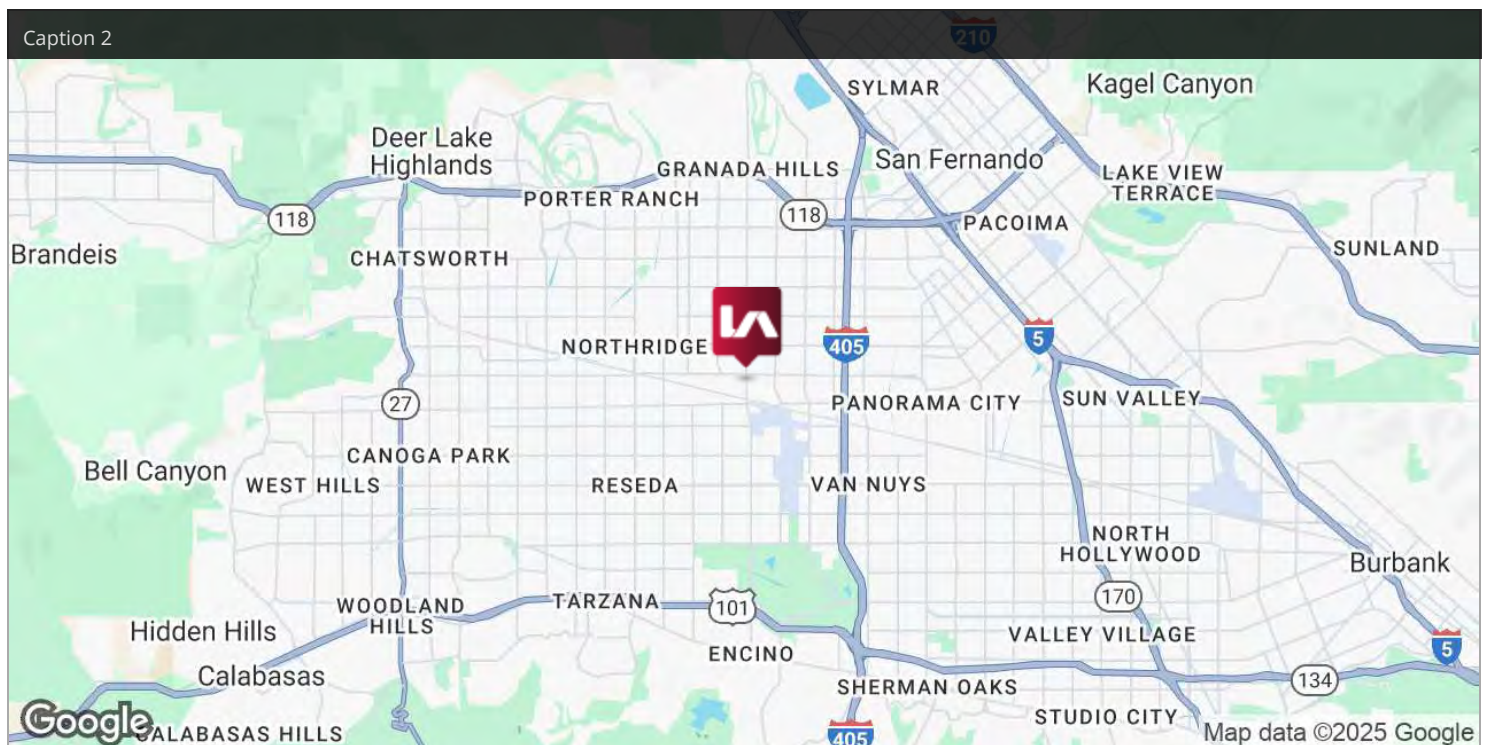 Caption 2
210
SYLMAR
Kagel Canyon
Deer Lake
Highlands
GRANADA HILLS
San Fernando
LAKE VIEW
TERRACE
PORTER RANCH
118
118
PACOIMA
Brandeis
CHATSWORTH
SUNLAND
NORTHRIDGE
LA
405
5
27
PANORAMA CITY
SUN VALLEY
CANOGA PARK
Bell Canyon
WEST HILLS
RESEDA
VAN NUYS
NORTH
HOLLYWOOD
Burbank
WOODLAND
HILLS
TARZANA
101
170
Hidden Hills
VALLEY VILLAGE
5
ENCINO
Calabasas
SHERMAN OAKS
134
STUDIO CITY
Google
CALABASAS HILLS
405
Map data ©2025 Google